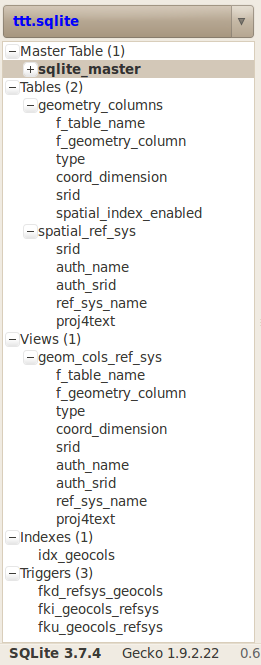 ttt.sqlite
Master Table (1)
sqlite_master
Tables (2)
geometry_columns
f_table_name
f_geometry_column
type
coord_dimension
srid
spatial_index_enabled
spatial_ref_sys
srid
auth_name
auth_srid
ref_sys_name
proj4text
Views (1)
geom_cols_ref_sys
f_table_name
f_geometry_column
type
coord_dimension
srid
auth_name
auth_srid
ref_sys_name
proj4text
Indexes (1)
idx_geocols
Triggers (3)
fkd_refsys_geocols
fki_geocols_refsys
fku_geocols_refsys
SQLite 3.7.4 Gecko 1.9.2.22 0.6